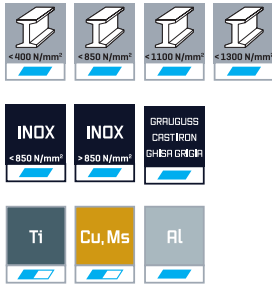 <400 N/mm² <850 N/mm² <1100 N/mm² <1300 N/mm²
INOX INOX GRAUGUSS
CAST IRON
GHISA GRIGIA
<850 N/mm² >850 N/mm²
Ti Cu, Ms Al